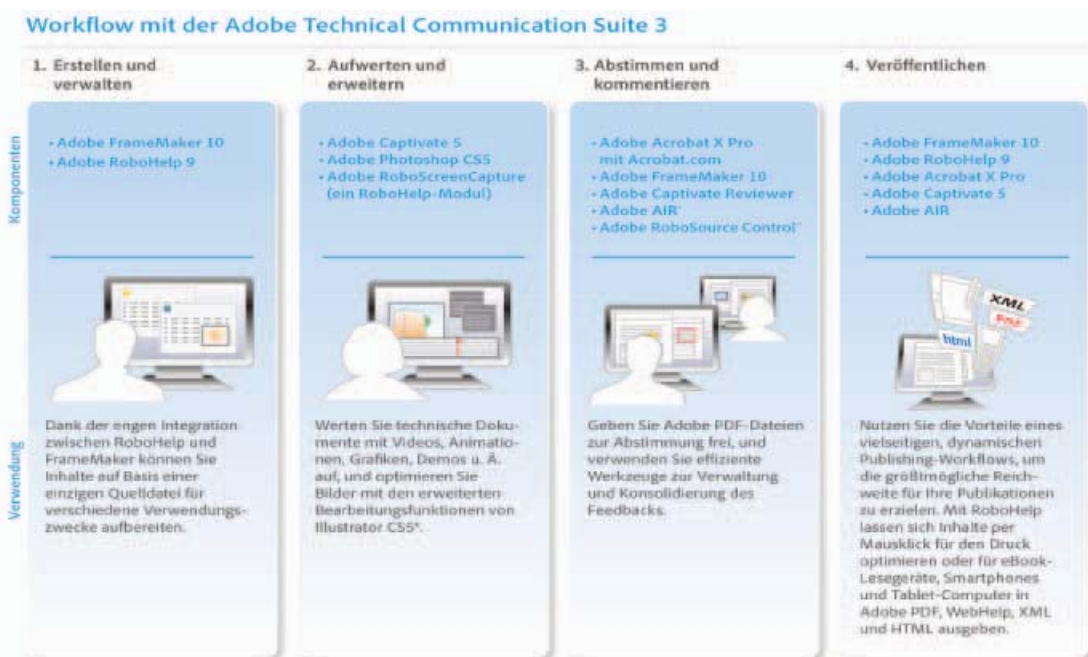 Workflow mit der Adobe Technical Communication Suite 3
1. Erstellen und
verwalten
2. Aufwerten und
erweitern
3. Abstimmen und
kommentieren
4. Veröffentlichen
Komponenten
• Adobe FrameMaker 10
• Adobe RoboHelp 9
• Adobe Captivate 5
• Adobe Photoshop CS5
• Adobe RoboScreenCapture
(ein RoboHelp-Modul)
• Adobe Acrobat X Pro
mit Acrobat.com
• Adobe FrameMaker 10
• Adobe Captivate Reviewer
• Adobe AIR
• Adobe RoboSource Control
• Adobe FrameMaker 10
• Adobe RoboHelp 9
• Adobe Acrobat X Pro
• Adobe Captivate 5
• Adobe AIR
XML
PDF
html
Verwendung
Dank der engen Integration
zwischen RoboHelp und
FrameMaker können Sie
Inhalte auf Basis einer
einzigen Quelldatei für
verschiedene Verwendungs-
zwecke aufbereiten.
Werten Sie technische Doku-
mente mit Videos, Animatio-
nen, Grafiken, Demos u. Ä.
auf, und optimieren Sie
Bilder mit den erweiterten
Bearbeitungsfunktionen von
Illustrator CS5*.
Geben Sie Adobe PDF-Dateien
zur Abstimmung frei, und
verwenden Sie effiziente
Werkzeuge zur Verwaltung
und Konsolidierung des
Feedbacks.
Nutzen Sie die Vorteile eines
vielseitigen, dynamischen
Publishing-Workflows, um
die größtmögliche Reich-
weite für Ihre Publikationen
zu erzielen. Mit RoboHelp
lassen sich Inhalte per
Mausklick für den Druck
optimieren oder für eBook-
Lesegeräte, Smartphones
und Tablet-Computer in
Adobe PDF, WebHelp, XML
und HTML ausgeben.